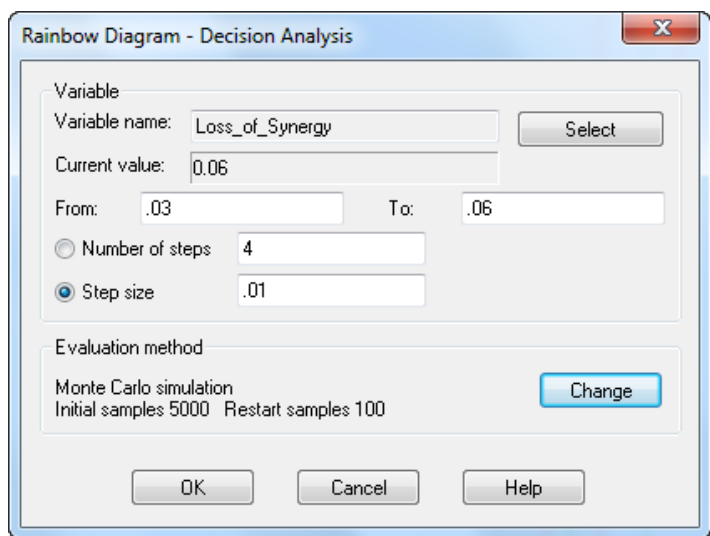 Rainbow Diagram - Decision Analysis
Variable
Variable name: Loss_of_Synergy Select
Current value: 0.06
From: .03 To: .06
Number of steps 4
Step size .01
Evaluation method
Monte Carlo simulation
Initial samples 5000 Restart samples 100
Change
OK Cancel Help